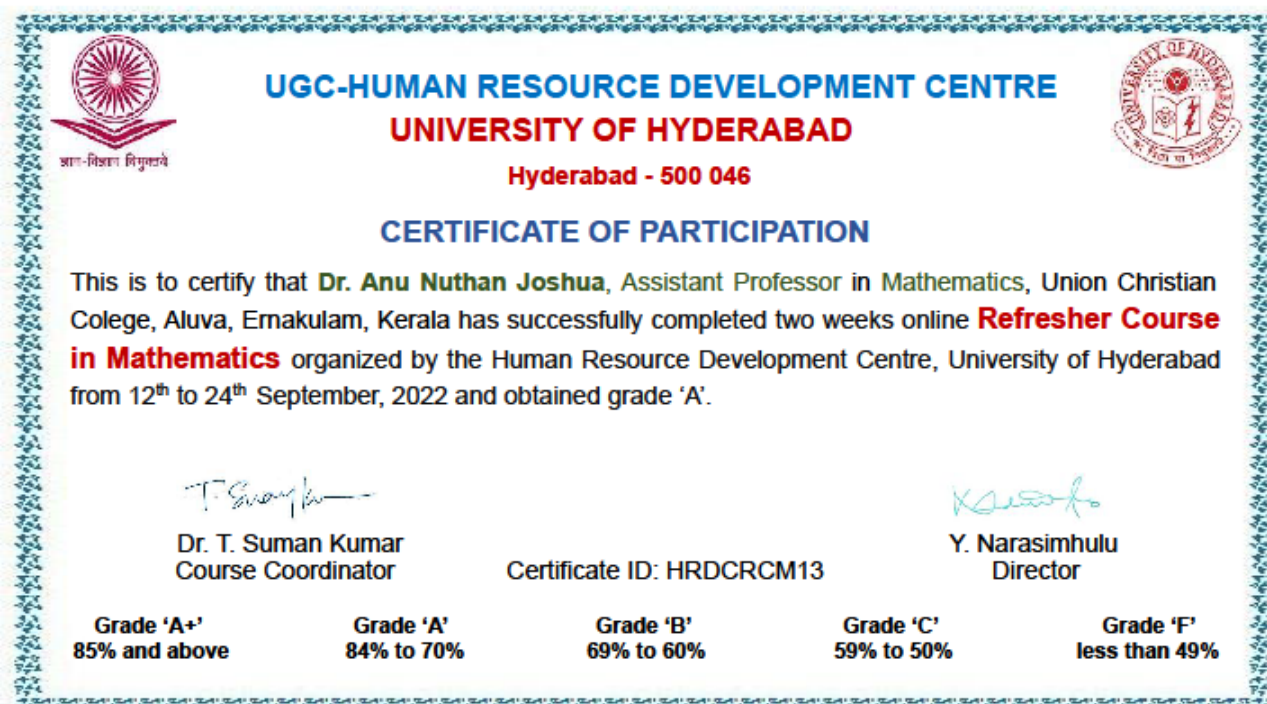 UGC-HUMAN RESOURCE DEVELOPMENT CENTRE
UNIVERSITY OF HYDERABAD
Hyderabad - 500 046
ज्ञान-विज्ञान विमुक्तये
UNIVERSITY OF HYDERABAD
CERTIFICATE OF PARTICIPATION
This is to certify that Dr. Anu Nuthan Joshua, Assistant Professor in Mathematics, Union Christian
Colege, Aluva, Ernakulam, Kerala has successfully completed two weeks online Refresher Course
in Mathematics organized by the Human Resource Development Centre, University of Hyderabad
from 12th to 24th September, 2022 and obtained grade ‘A’.
Dr. T. Suman Kumar
Course Coordinator
Certificate ID: HRDCRCM13
Y. Narasimhulu
Director
Grade ‘A+’ Grade ‘A’ Grade ‘B’ Grade ‘C’ Grade ‘F’
85% and above 84% to 70% 69% to 60% 59% to 50% less than 49%